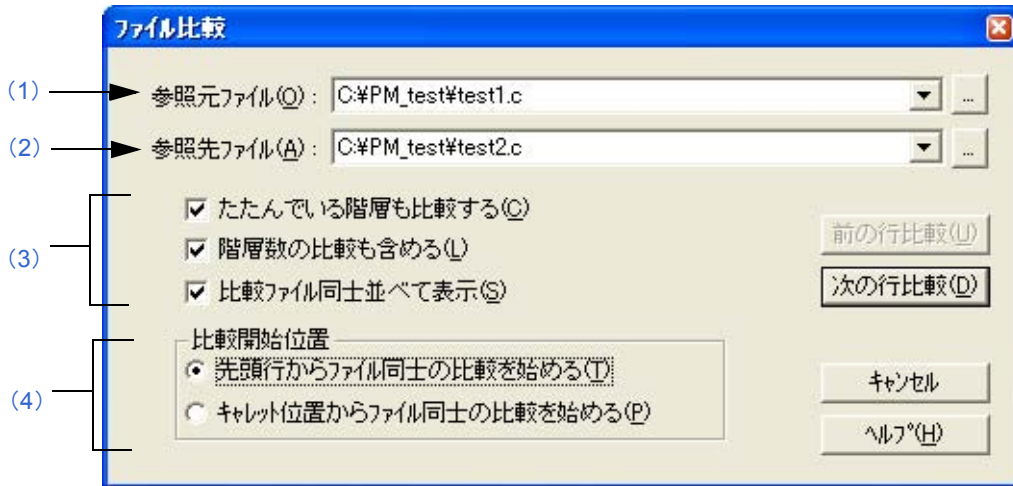 ファイル比較
(1) 参照元ファイル(O): C:¥PM_test¥test1.c ...
(2) 参照先ファイル(A): C:¥PM_test¥test2.c ...
(3)
たたんでいる階層も比較する(C)
階層数の比較も含める(L)
比較ファイル同士並べて表示(S)
前の行比較(U)
次の行比較(D)
(4)
比較開始位置
先頭行からファイル同士の比較を始める(T)
キャレット位置からファイル同士の比較を始める(P)
キャンセル
ヘルプ(H)